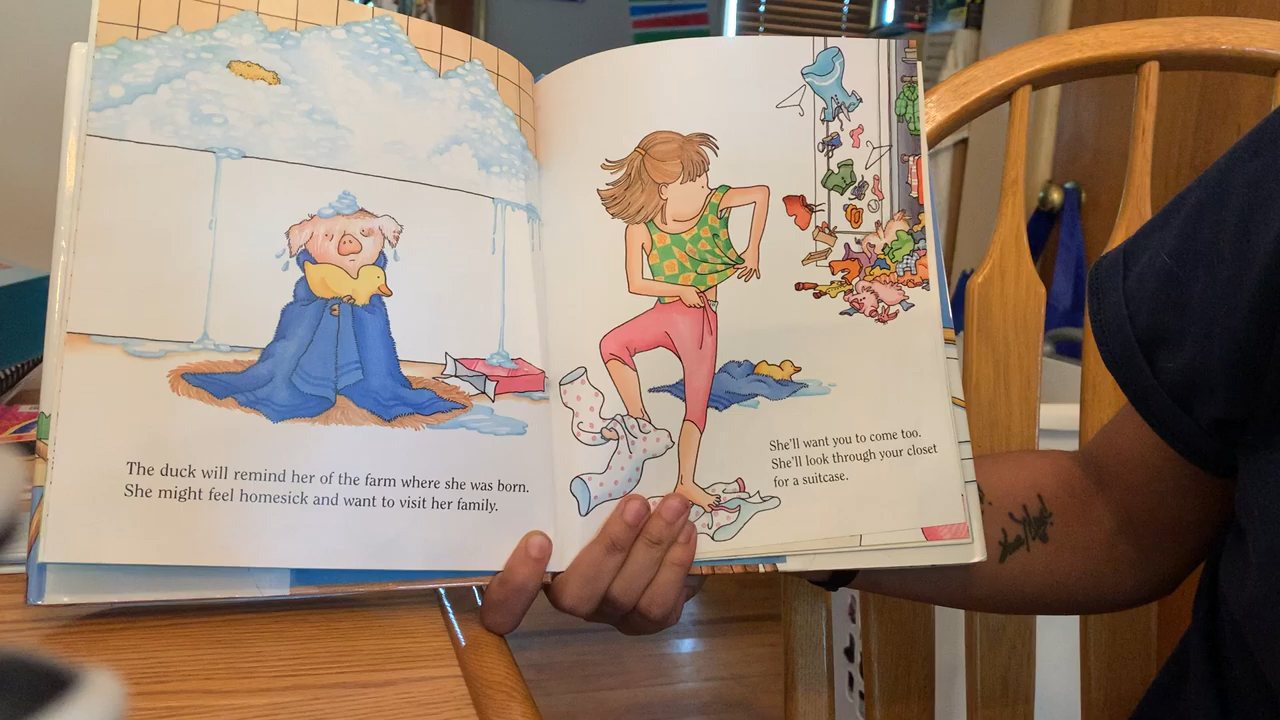 The duck will remind her of the farm where she was born.
She might feel homesick and want to visit her family.
She'll want you to come too.
She'll look through your closet
for a suitcase.